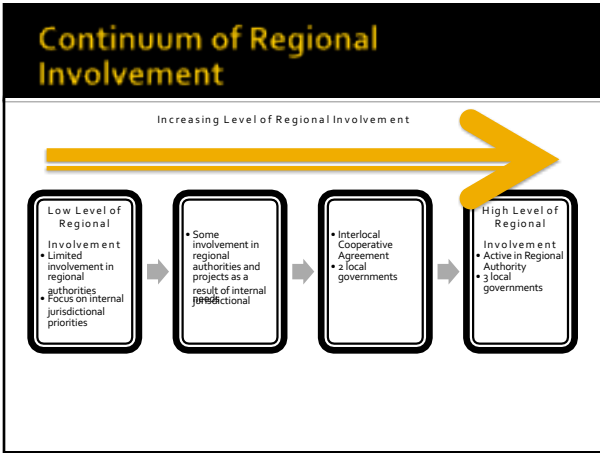 Continuum of Regional
Involvement
Increasing Level of Regional Involvement
Low Level of
Regional
Involvement
• Limited
involvement in
regional
authorities
• Focus on internal
jurisdictional
priorities
• Some
involvement in
regional
authorities and
projects as a
result of internal
jurisdictional
needs
• Interlocal
Cooperative
Agreement
• 2 local
governments
High Level of
Regional
Involvement
• Active in Regional
Authority
• 3 local
governments